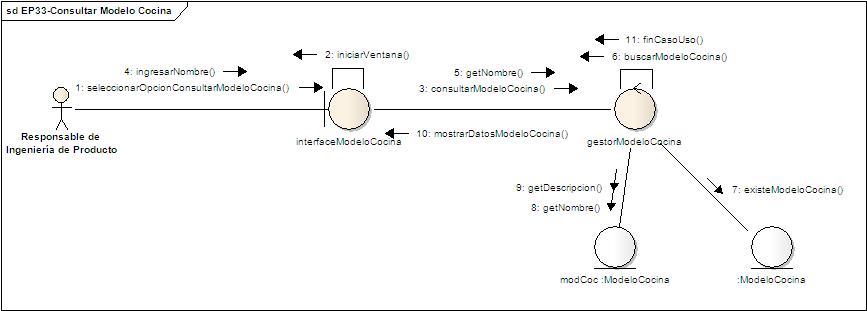 sd EP33-Consultar Modelo Cocina
11: finCasoUso()
2: iniciarVentana()
6: buscarModeloCocina()
4: ingresarNombre()
5: getNombre()
1: seleccionarOpcionConsultarModeloCocina()
3: consultarModeloCocina()
Responsable de
Ingeniería de Producto
interfaceModeloCocina
10: mostrarDatosModeloCocina()
gestorModeloCocina
9: getDescripcion()
7: existeModeloCocina()
8: getNombre()
modCoc :ModeloCocina
:ModeloCocina